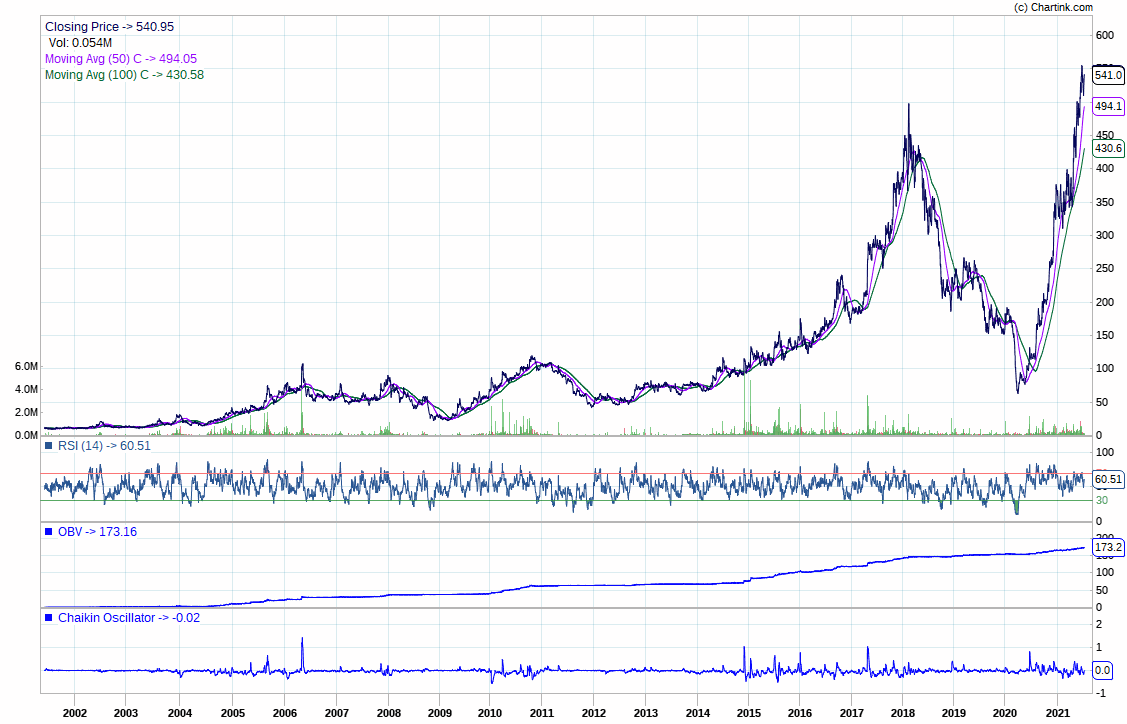 (c) Chartink.com
Closing Price -> 540.95
Vol: 0.054M
Moving Avg (50) C -> 494.05
Moving Avg (100) C -> 430.58
600
541.0
494.1
450
430.6
400
350
300
250
200
150
100
50
0
6.0M
4.0M
2.0M
0.0M
RSI (14) -> 60.51
100
60.51
30
0
OBV -> 173.16
200
173.2
100
50
0
Chaikin Oscillator -> -0.02
2
1
0.0
-1
2002 2003 2004 2005 2006 2007 2008 2009 2010 2011 2012 2013 2014 2015 2016 2017 2018 2019 2020 2021